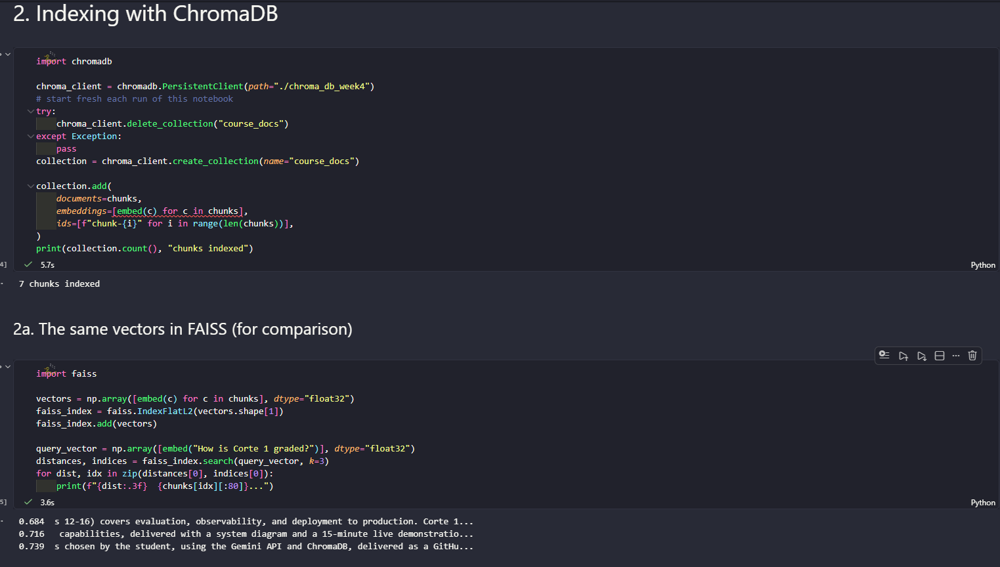 2. Indexing with ChromaDB
import chromadb
chroma_client = chromadb.PersistentClient(path="./chroma_db_week4")
# start fresh each run of this notebook
try:
    chroma_client.delete_collection("course_docs")
except Exception:
    pass
collection = chroma_client.create_collection(name="course_docs")
collection.add(
    documents=chunks,
    embeddings=[embed(c) for c in chunks],
    ids=[f"chunk-{i}" for i in range(len(chunks))],
)
print(collection.count(), "chunks indexed")
4] 5.7s Python
7 chunks indexed
2a. The same vectors in FAISS (for comparison)
import faiss
vectors = np.array([embed(c) for c in chunks], dtype="float32")
faiss_index = faiss.IndexFlatL2(vectors.shape[1])
faiss_index.add(vectors)
query_vector = np.array([embed("How is Corte 1 graded?")], dtype="float32")
distances, indices = faiss_index.search(query_vector, k=3)
for dist, idx in zip(distances[0], indices[0]):
    print(f"{dist:.3f}  {chunks[idx][:80]}...")
5] 3.6s Python
0.684  s 12-16) covers evaluation, observability, and deployment to production. Corte 1...
0.716   capabilities, delivered with a system diagram and a 15-minute live demonstratio...
0.739  s chosen by the student, using the Gemini API and ChromaDB, delivered as a GitHu...